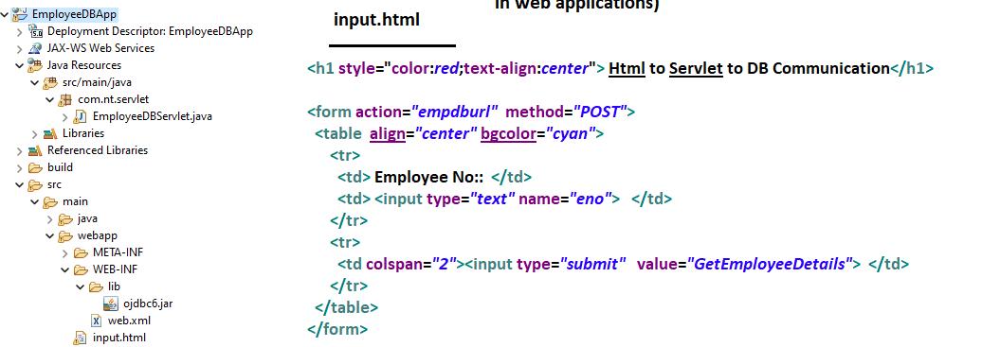 EmployeeDBApp
Deployment Descriptor: EmployeeDBApp
JAX-WS Web Services
Java Resources
src/main/java
com.nt.servlet
EmployeeDBServlet.java
Libraries
Referenced Libraries
build
src
main
java
webapp
META-INF
WEB-INF
lib
ojdbc6.jar
web.xml
input.html
in web applications)
input.html
<h1 style="color:red;text-align:center"> Html to Servlet to DB Communication</h1>
<form action="empdburl" method="POST">
<table align="center" bgcolor="cyan">
<tr>
<td> Employee No:: </td>
<td> <input type="text" name="eno"> </td>
</tr>
<tr>
<td colspan="2"><input type="submit" value="GetEmployeeDetails"> </td>
</tr>
</table>
</form>